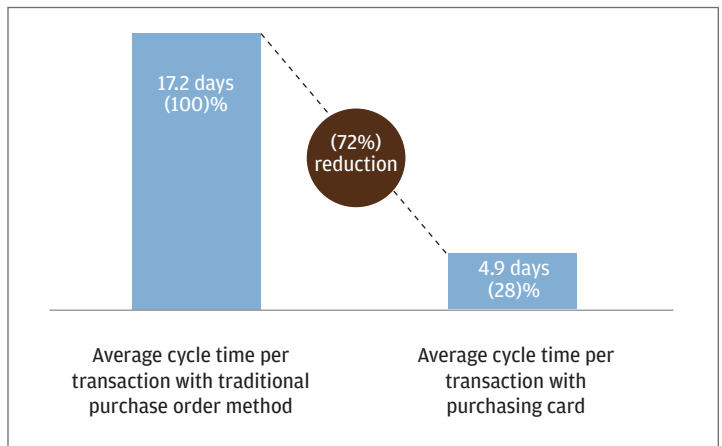 17.2 days
(100)%
(72%)
reduction
4.9 days
(28)%
Average cycle time per
transaction with traditional
purchase order method
Average cycle time per
transaction with
purchasing card